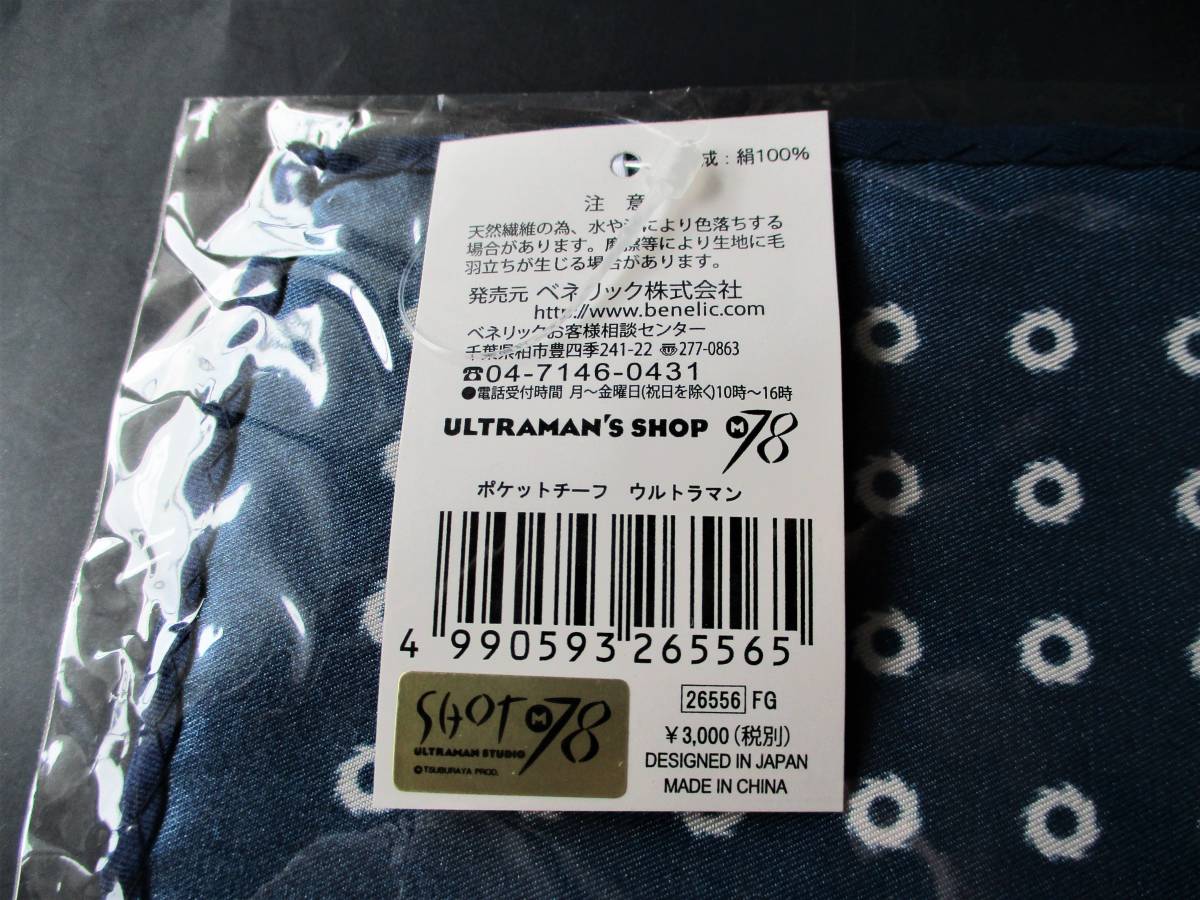 成：絹100%
注 意
天然繊維の為、水や により色落ちする
場合があります。摩擦等により生地に毛
羽立ちが生じる場合があります。
発売元 ベネリック株式会社
http://www.benelic.com
ベネリックお客様相談センター
千葉県柏市豊四季241-22 〠277-0863
☎04-7146-0431
●電話受付時間 月～金曜日(祝日を除く)10時～16時
ULTRAMAN'S SHOP M78
ポケットチーフ ウルトラマン
4 990593 265565
26556 FG
¥3,000(税別)
DESIGNED IN JAPAN
MADE IN CHINA
SHOT M78
ULTRAMAN STUDIO
©TSUBURAYA PROD.